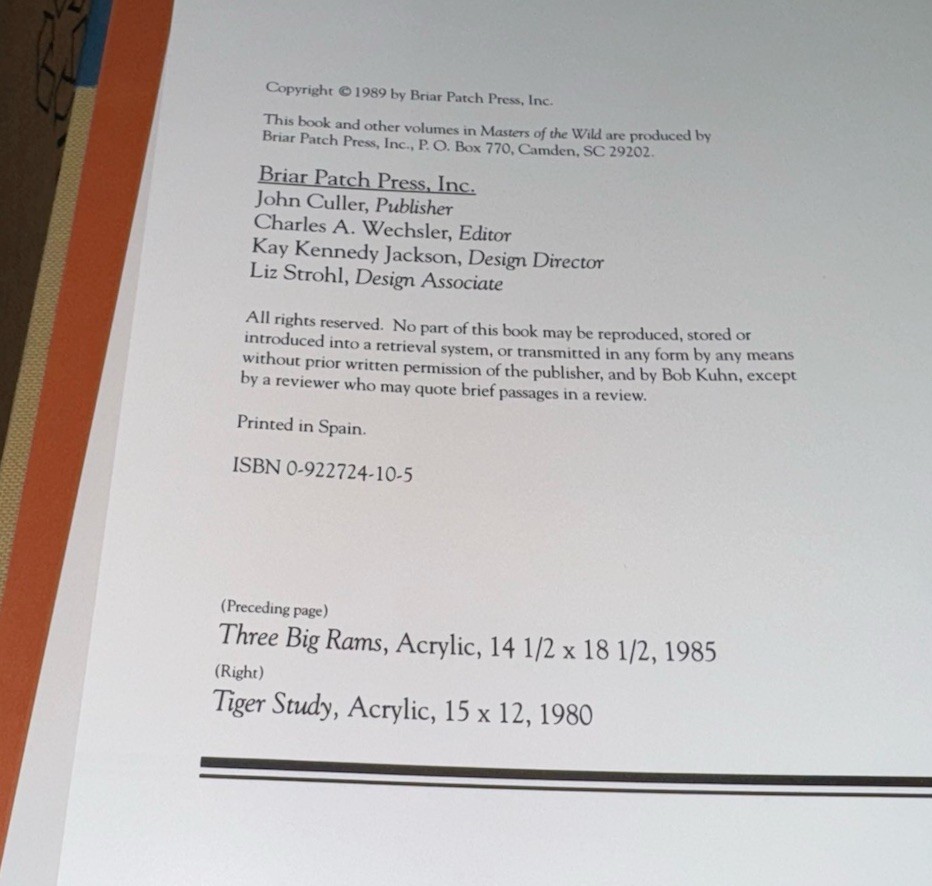 Copyright © 1989 by Briar Patch Press, Inc.
This book and other volumes in Masters of the Wild are produced by
Briar Patch Press, Inc., P. O. Box 770, Camden, SC 29202.
Briar Patch Press, Inc.
John Culler, Publisher
Charles A. Wechsler, Editor
Kay Kennedy Jackson, Design Director
Liz Strohl, Design Associate
All rights reserved. No part of this book may be reproduced, stored or
introduced into a retrieval system, or transmitted in any form by any means
without prior written permission of the publisher, and by Bob Kuhn, except
by a reviewer who may quote brief passages in a review.
Printed in Spain.
ISBN 0-922724-10-5
(Preceding page)
Three Big Rams, Acrylic, 14 1/2 x 18 1/2, 1985
(Right)
Tiger Study, Acrylic, 15 x 12, 1980